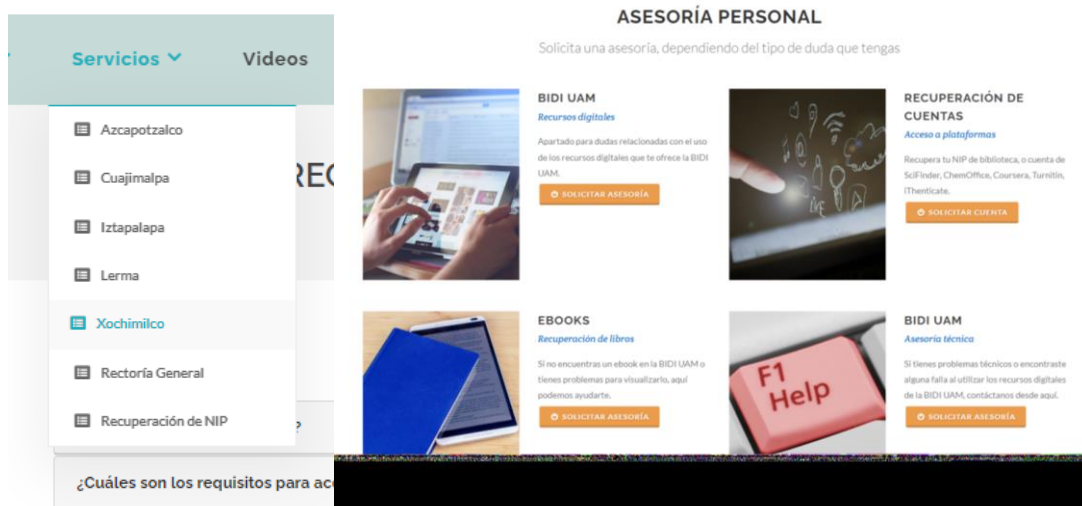 Servicios
Videos
Azcapotzalco
Cuajimalpa
Iztapalapa
Lerma
Xochimilco
Rectoría General
Recuperación de NIP
REC
?
¿Cuáles son los requisitos para acc
ASESORÍA PERSONAL
Solicita una asesoría, dependiendo del tipo de duda que tengas
BIDI UAM
Recursos digitales
Apartado para dudas relacionadas con el uso
de los recursos digitales que te ofrece la BIDI
UAM.
SOLICITAR ASESORÍA
RECUPERACIÓN DE
CUENTAS
Acceso a plataformas
Recupera tu NIP de biblioteca, o cuenta de
SciFinder, ChemOffice, Coursera, Turnitin,
iThenticate.
SOLICITAR CUENTA
EBOOKS
Recuperación de libros
Si no encuentras un ebook en la BIDI UAM o
tienes problemas para visualizarlo, aquí
podemos ayudarte.
SOLICITAR ASESORÍA
F1
Help
BIDI UAM
Asesoría técnica
Si tienes problemas técnicos o encontraste
alguna falla al utilizar los recursos digitales
de la BIDI UAM, contáctanos desde aquí.
SOLICITAR ASESORÍA